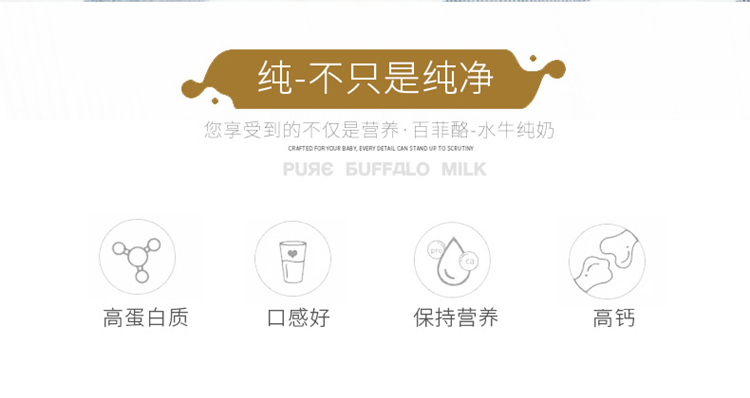 纯-不只是纯净
您享受到的不仅是营养·百菲酪-水牛纯奶
CRAFTED FOR YOUR BABY, EVERY DETAIL CAN STAND UP TO SCRUTINY
PURE BUFFALO MILK
pro
ca
高蛋白质
口感好
保持营养
高钙